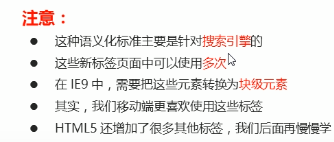 注意：
● 这种语义化标准主要是针对搜索引擎的
● 这些新标签页面中可以使用多次
● 在 IE9 中，需要把这些元素转换为块级元素
● 其实，我们移动端更喜欢使用这些标签
● HTML5 还增加了很多其他标签，我们后面再慢慢学